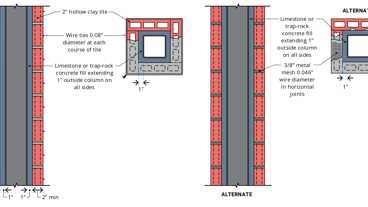 2" hollow clay tile
Wire ties 0.08"
diameter at each
course of tile
Limestone or trap-rock
concrete fill extending
1" outside column on
all sides
1"
1"
1"
2" min
Limestone or
trap-rock
concrete fill
extending 1"
outside column
on all sides
3/8" metal
mesh 0.046"
wire diameter
in horizontal
joints
ALTERNATE
ALTERNAT
1"